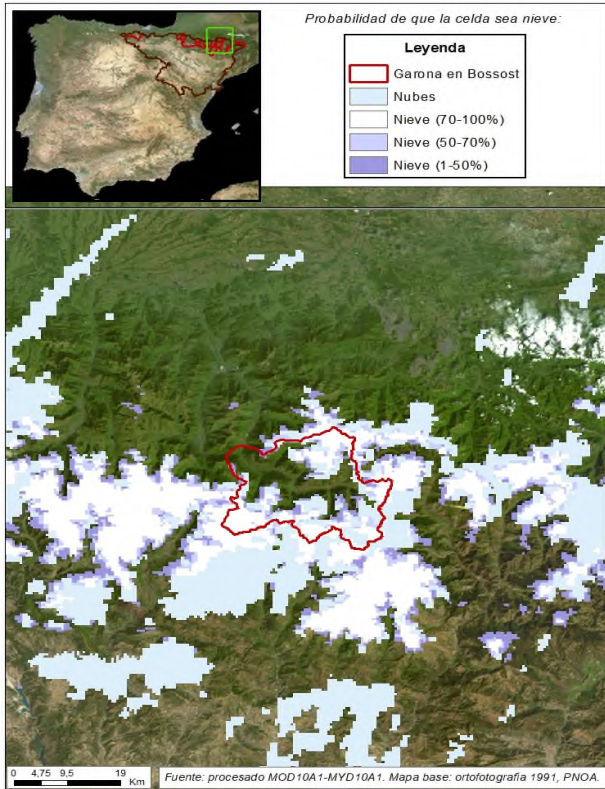 Probabilidad de que la celda sea nieve:
Leyenda
Garona en Bossost
Nubes
Nieve (70-100%)
Nieve (50-70%)
Nieve (1-50%)
0 4,75 9,5 19
Km
Fuente: procesado MOD10A1-MYD10A1. Mapa base: ortofotografía 1991, PNOA.